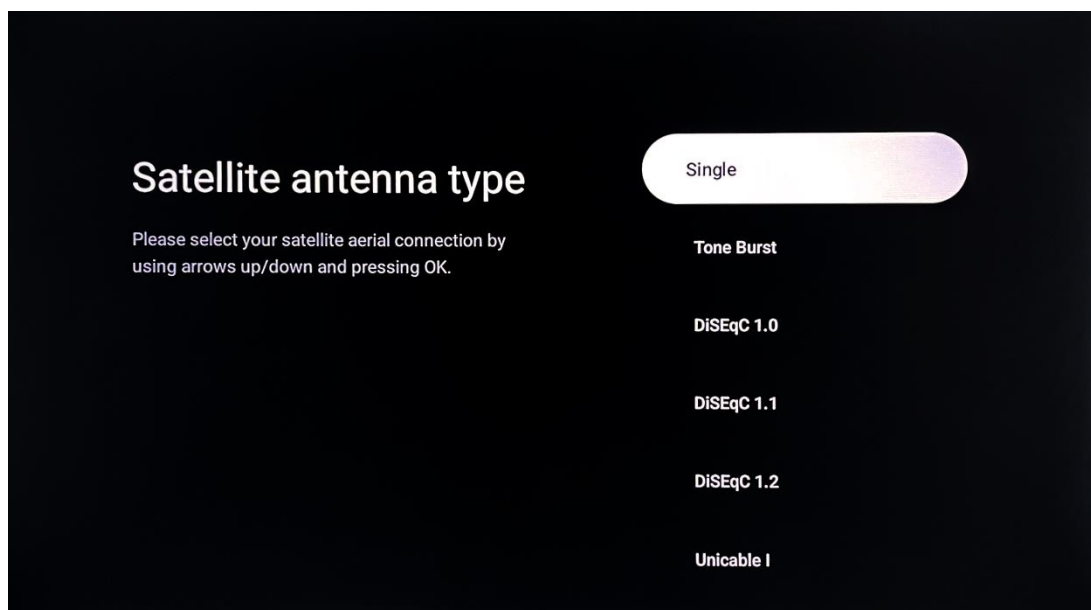 Satellite antenna type
Please select your satellite aerial connection by
using arrows up/down and pressing OK.
Single
Tone Burst
DiSEqC 1.0
DiSEqC 1.1
DiSEqC 1.2
Unicable I